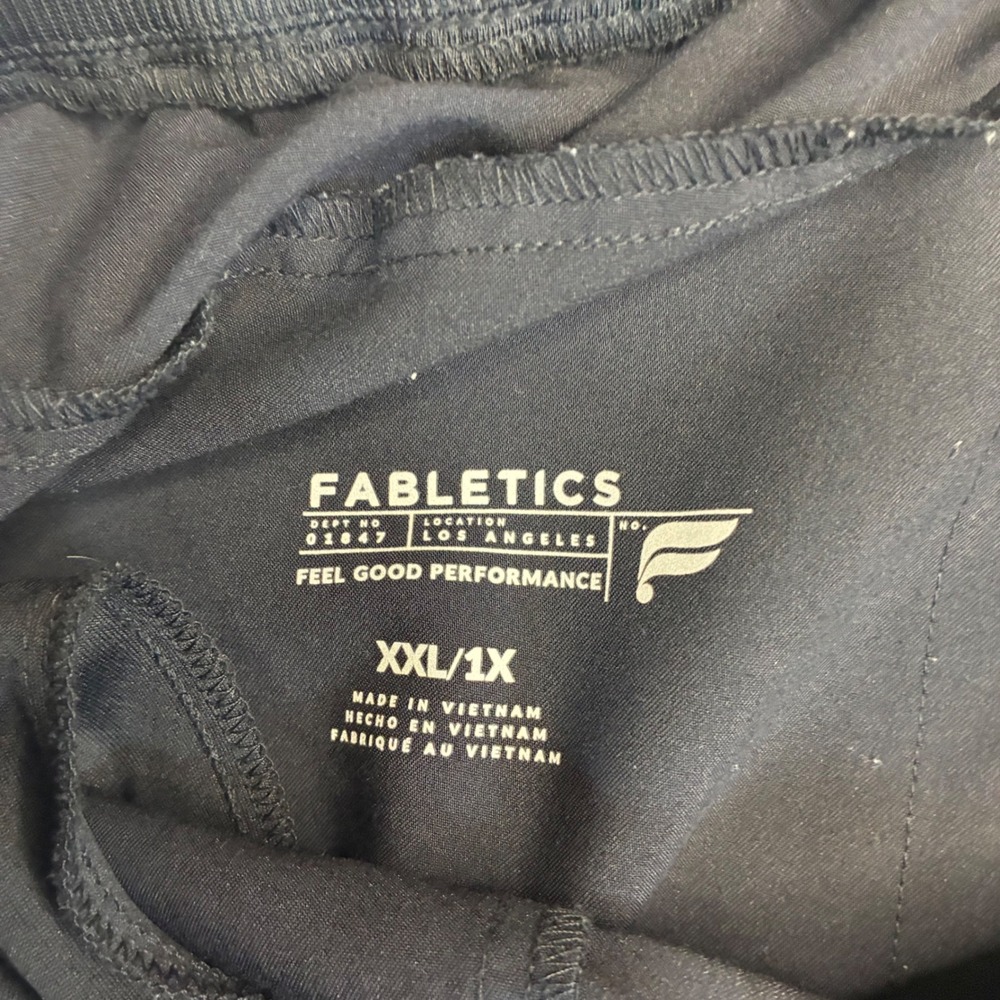 FABLETICS
DEPT NO LOCATION NO.
01847 LOS ANGELES
FEEL GOOD PERFORMANCE
XXL/1X
MADE IN VIETNAM
HECHO EN VIETNAM
FABRIQUÉ AU VIETNAM